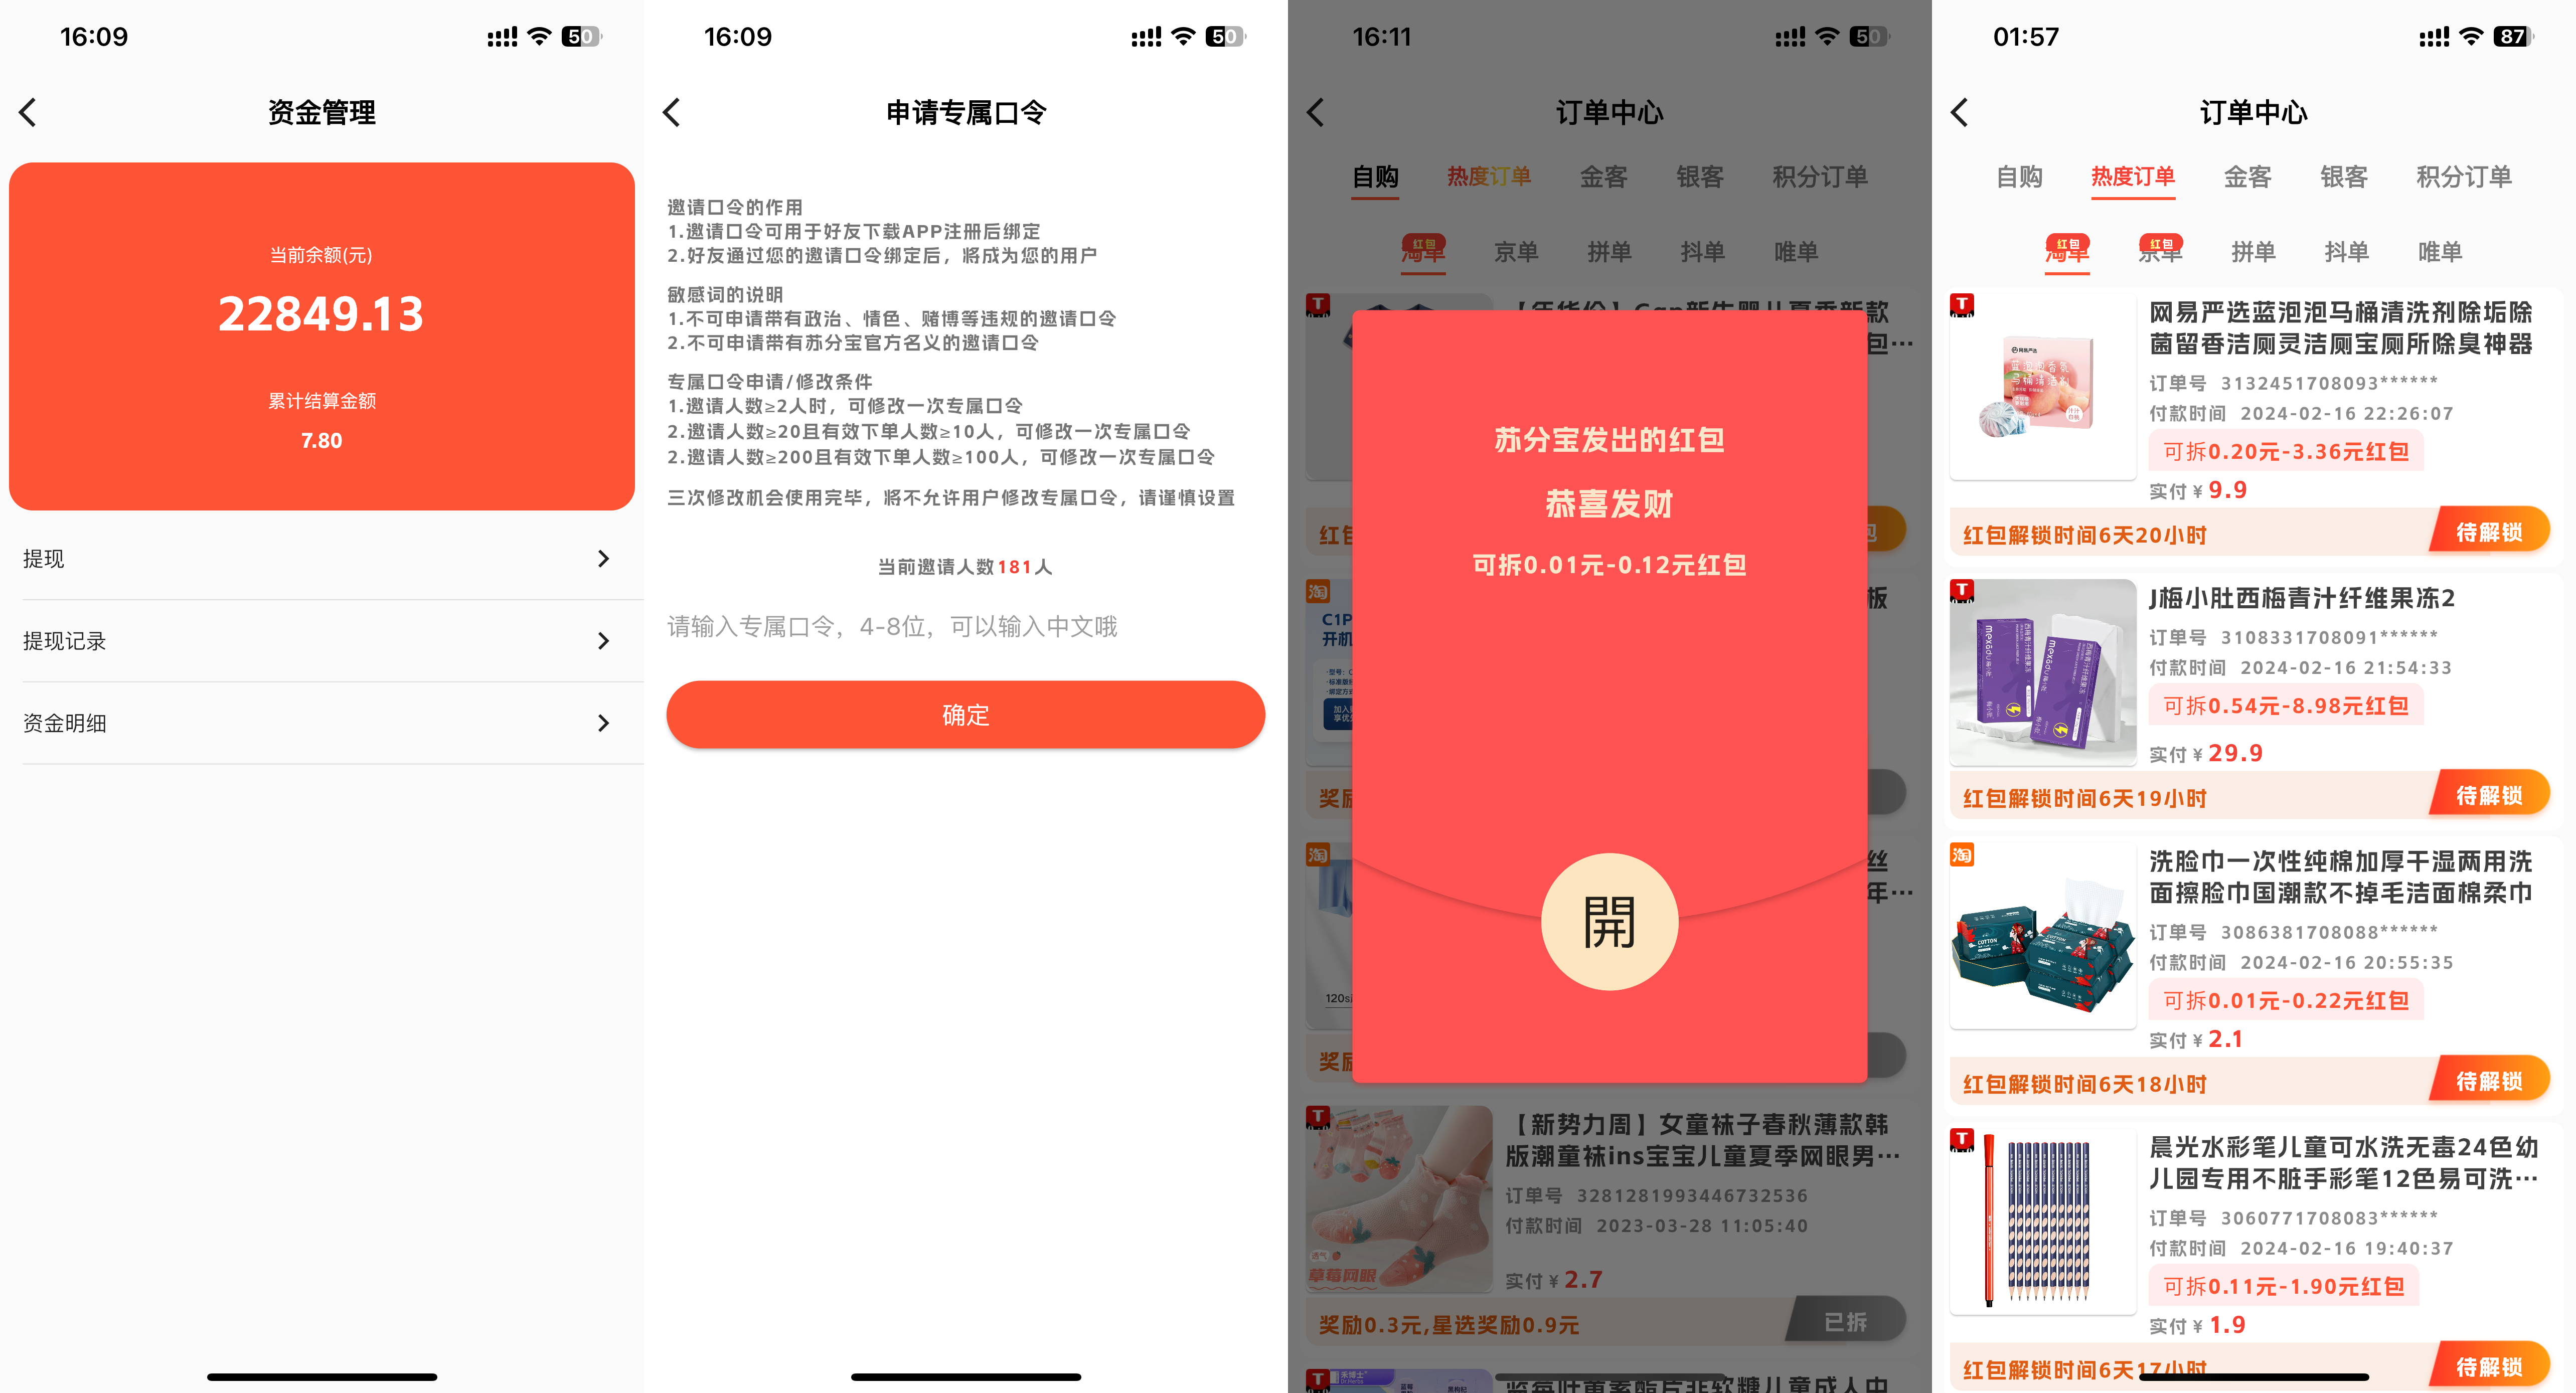 16:09
50
资金管理
当前余额(元)
22849.13
累计结算金额
7.80
提现
提现记录
资金明细
16:09
50
申请专属口令
邀请口令的作用
1.邀请口令可用于好友下载APP注册后绑定
2.好友通过您的邀请口令绑定后，将成为您的用户
敏感词的说明
1.不可申请带有政治、情色、赌博等违规的邀请口令
2.不可申请带有苏分宝官方名义的邀请口令
专属口令申请/修改条件
1.邀请人数≥2人时，可修改一次专属口令
2.邀请人数≥20且有效下单人数≥10人，可修改一次专属口令
2.邀请人数≥200且有效下单人数≥100人，可修改一次专属口令
三次修改机会使用完毕，将不允许用户修改专属口令，请谨慎设置
当前邀请人数181人
请输入专属口令，4-8位，可以输入中文哦
确定
16:11
50
订单中心
自购 热度订单 金客 银客 积分订单
红包
淘单 京单 拼单 抖单 唯单
包…
苏分宝发出的红包
恭喜发财
可拆0.01元-0.12元红包
開
红包
淘
C1P
开机
板
加入
享优
奖励
淘
丝
年…
奖励
【新势力周】女童袜子春秋薄款韩
版潮童袜ins宝宝儿童夏季网眼男…
订单号 3281281993446732536
付款时间 2023-03-28 11:05:40
透气
草莓网眼
实付¥2.7
奖励0.3元,星选奖励0.9元
已拆
01:57
87
订单中心
自购 热度订单 金客 银客 积分订单
红包 红包
淘单 京单 拼单 抖单 唯单
网易严选蓝泡泡马桶清洗剂除垢除
菌留香洁厕灵洁厕宝厕所除臭神器
订单号 3132451708093******
付款时间 2024-02-16 22:26:07
可拆0.20元-3.36元红包
实付¥9.9
红包解锁时间6天20小时
待解锁
J梅小肚西梅青汁纤维果冻2
订单号 3108331708091******
付款时间 2024-02-16 21:54:33
可拆0.54元-8.98元红包
实付¥29.9
红包解锁时间6天19小时
待解锁
淘
洗脸巾一次性纯棉加厚干湿两用洗
面擦脸巾国潮款不掉毛洁面棉柔巾
COTTON
订单号 3086381708088******
付款时间 2024-02-16 20:55:35
可拆0.01元-0.22元红包
实付¥2.1
红包解锁时间6天18小时
待解锁
晨光水彩笔儿童可水洗无毒24色幼
儿园专用不脏手彩笔12色易可洗…
订单号 3060771708083******
付款时间 2024-02-16 19:40:37
可拆0.11元-1.90元红包
实付¥1.9
红包解锁时间6天17小时
待解锁